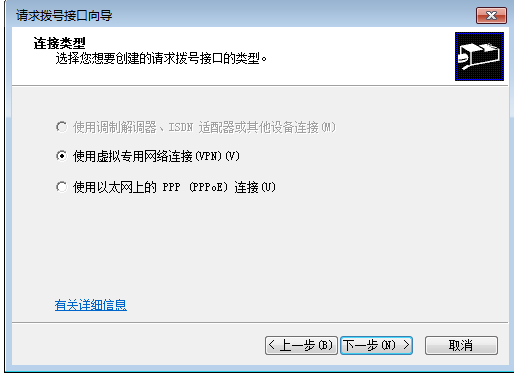 请求拨号接口向导
连接类型
选择您想要创建的请求拨号接口的类型。
使用调制解调器、ISDN 适配器或其他设备连接(M)
使用虚拟专用网络连接(VPN)(V)
使用以太网上的 PPP (PPPoE) 连接(U)
有关详细信息
< 上一步(B) 下一步(N) > 取消